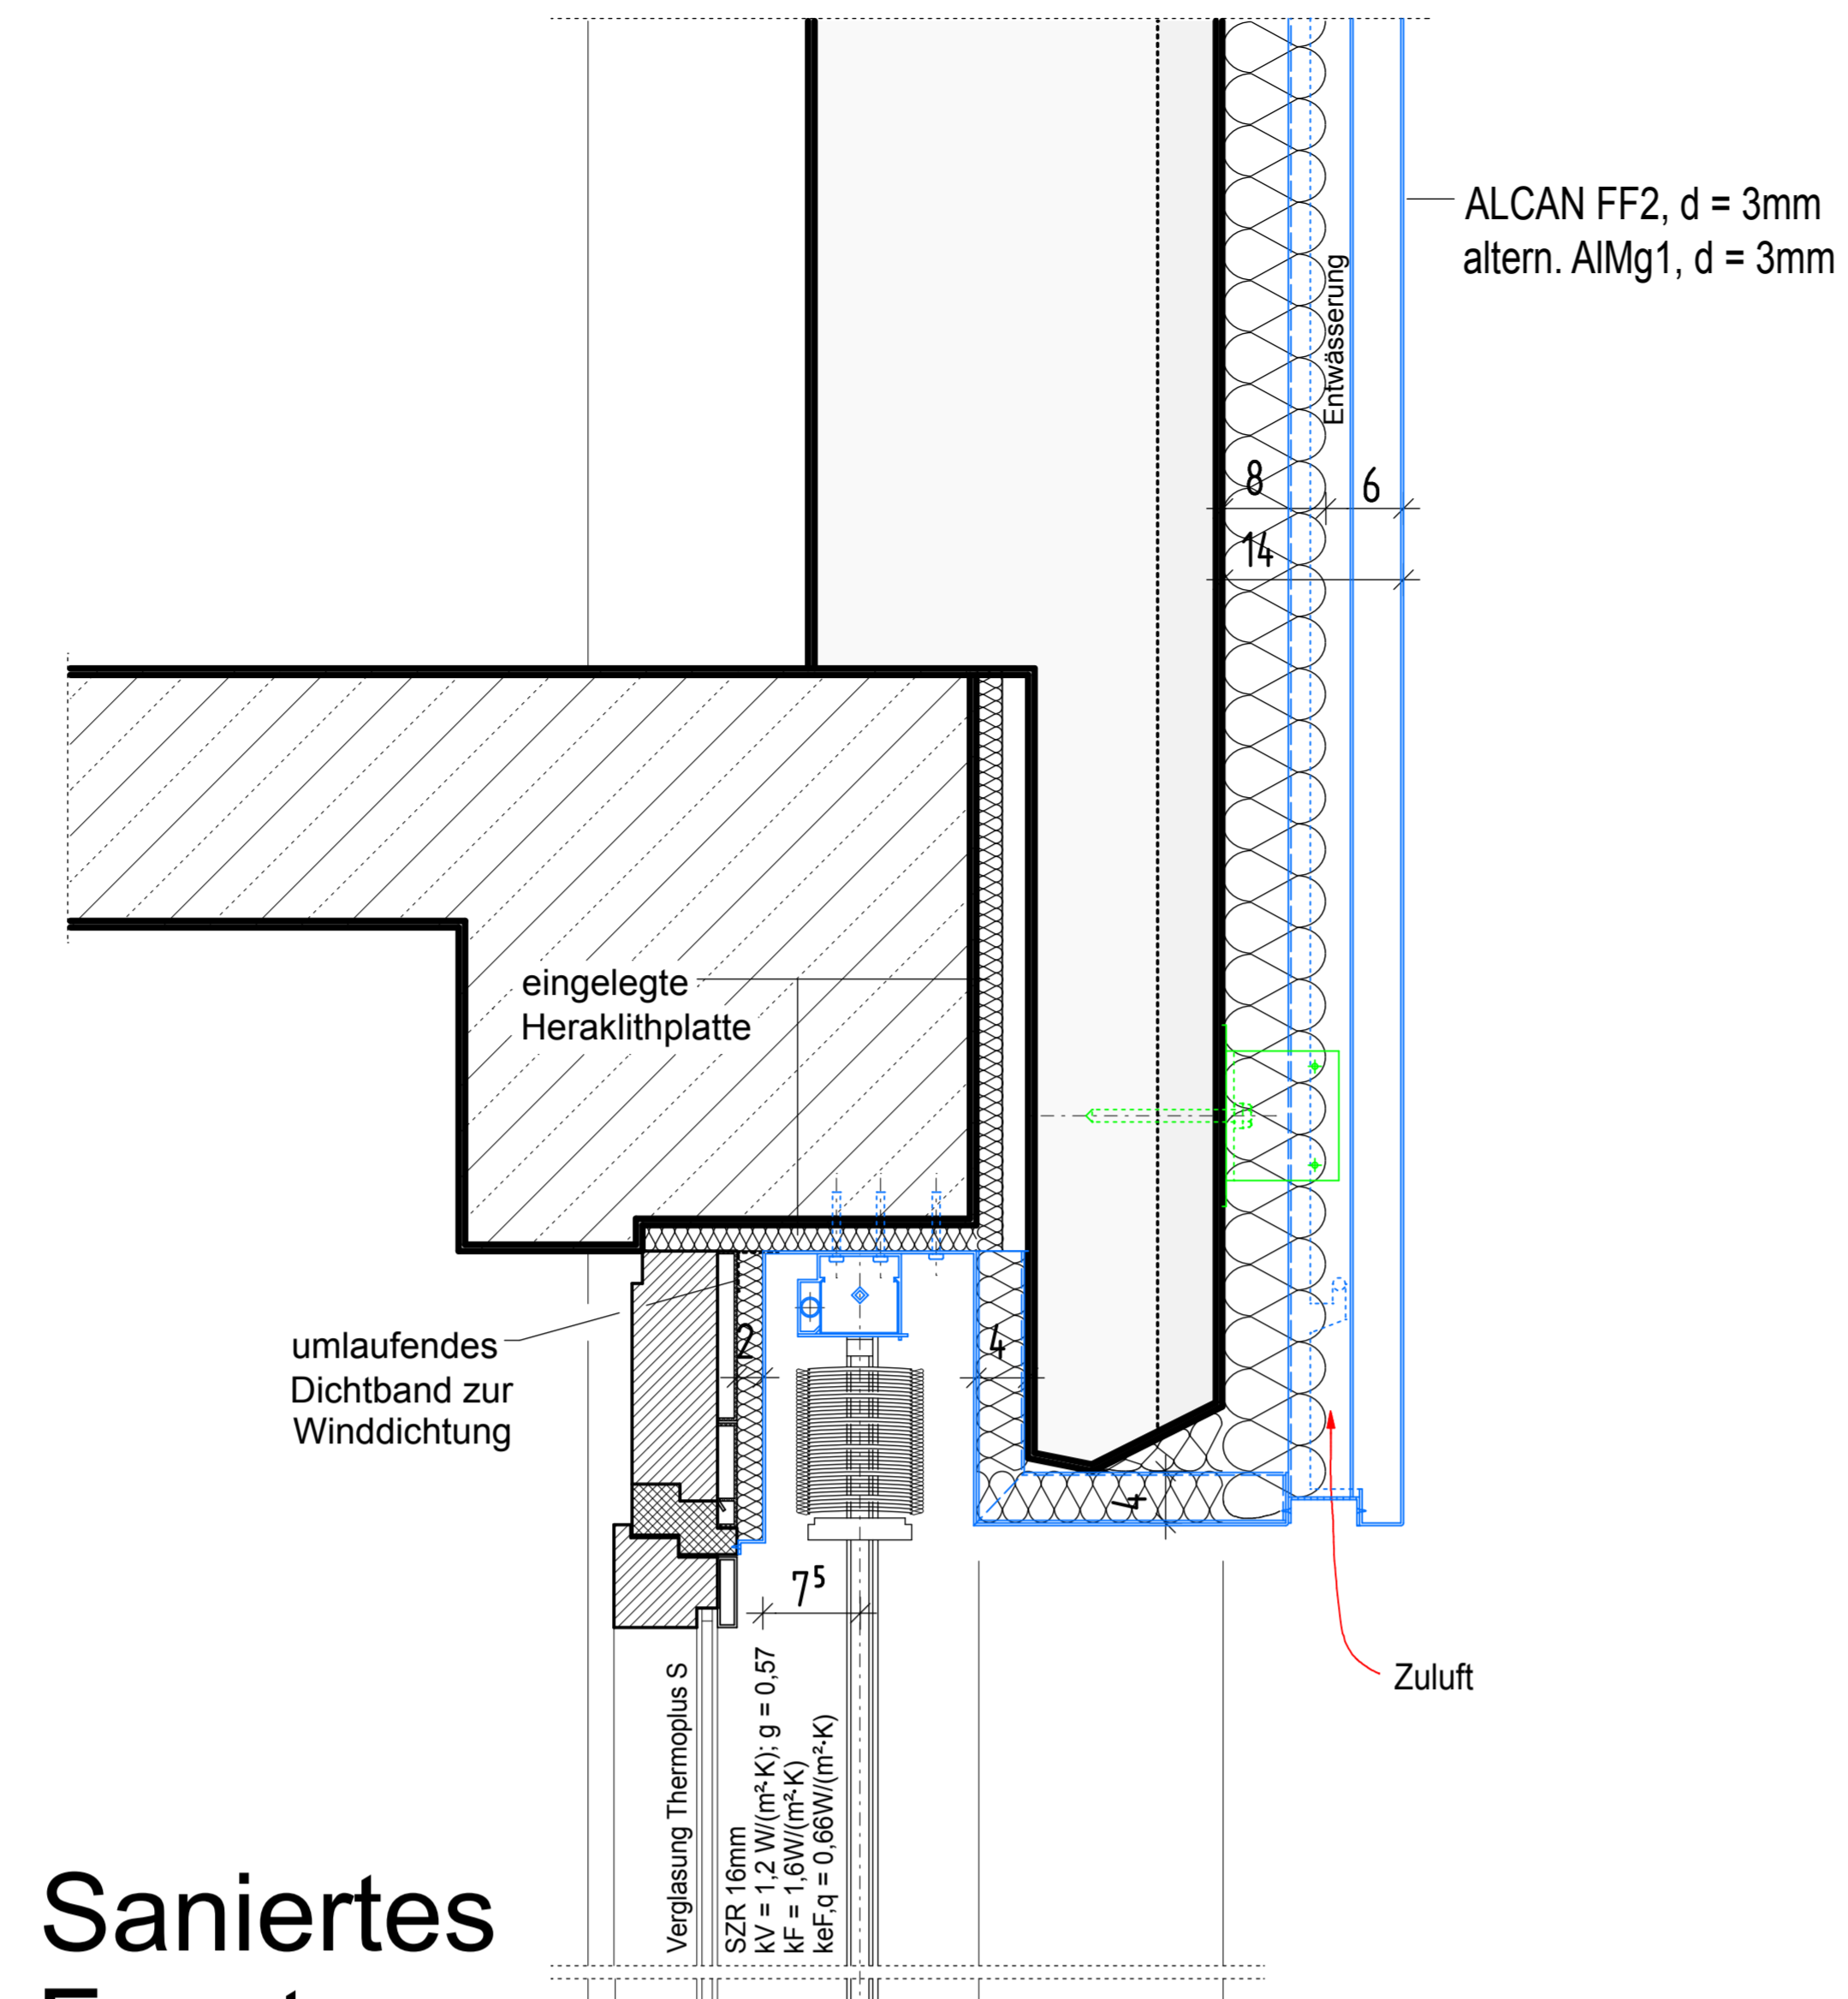 ALCAN FF2, d = 3mm
altern. AlMg1, d = 3mm
Entwässerung
8
6
14
eingelegte
Heraklithplatte
umlaufendes
Dichtband zur
Winddichtung
2
4
4
7⁵
Zuluft
Verglasung Thermoplus S
SZR 16mm
kV = 1,2 W/(m²·K); g = 0,57
kF = 1,6W/(m²·K)
keF,q = 0,66W/(m²·K)
Saniertes